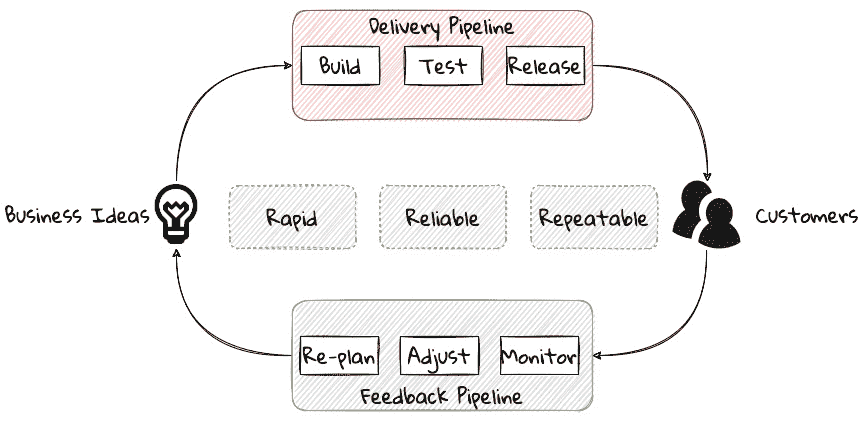 Delivery Pipeline
Build Test Release
Business Ideas Rapid Reliable Repeatable Customers
Re-plan Adjust Monitor
Feedback Pipeline